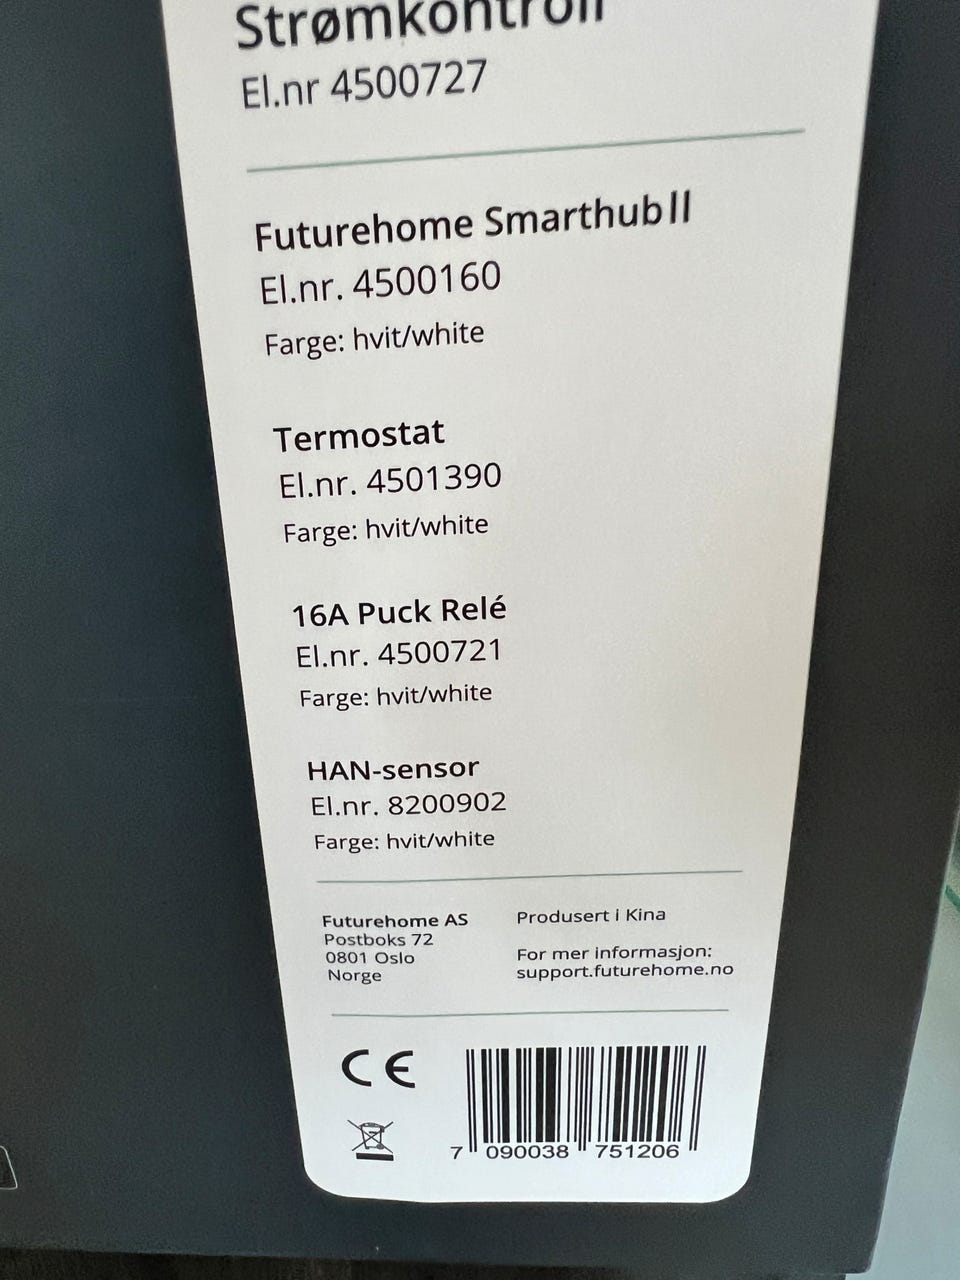 Strømkontroll
El.nr 4500727
Futurehome Smarthub II
El.nr. 4500160
Farge: hvit/white
Termostat
El.nr. 4501390
Farge: hvit/white
16A Puck Relé
El.nr. 4500721
Farge: hvit/white
HAN-sensor
El.nr. 8200902
Farge: hvit/white
Futurehome AS
Postboks 72
0801 Oslo
Norge
Produsert i Kina
For mer informasjon:
support.futurehome.no
CE
7 090038 751206